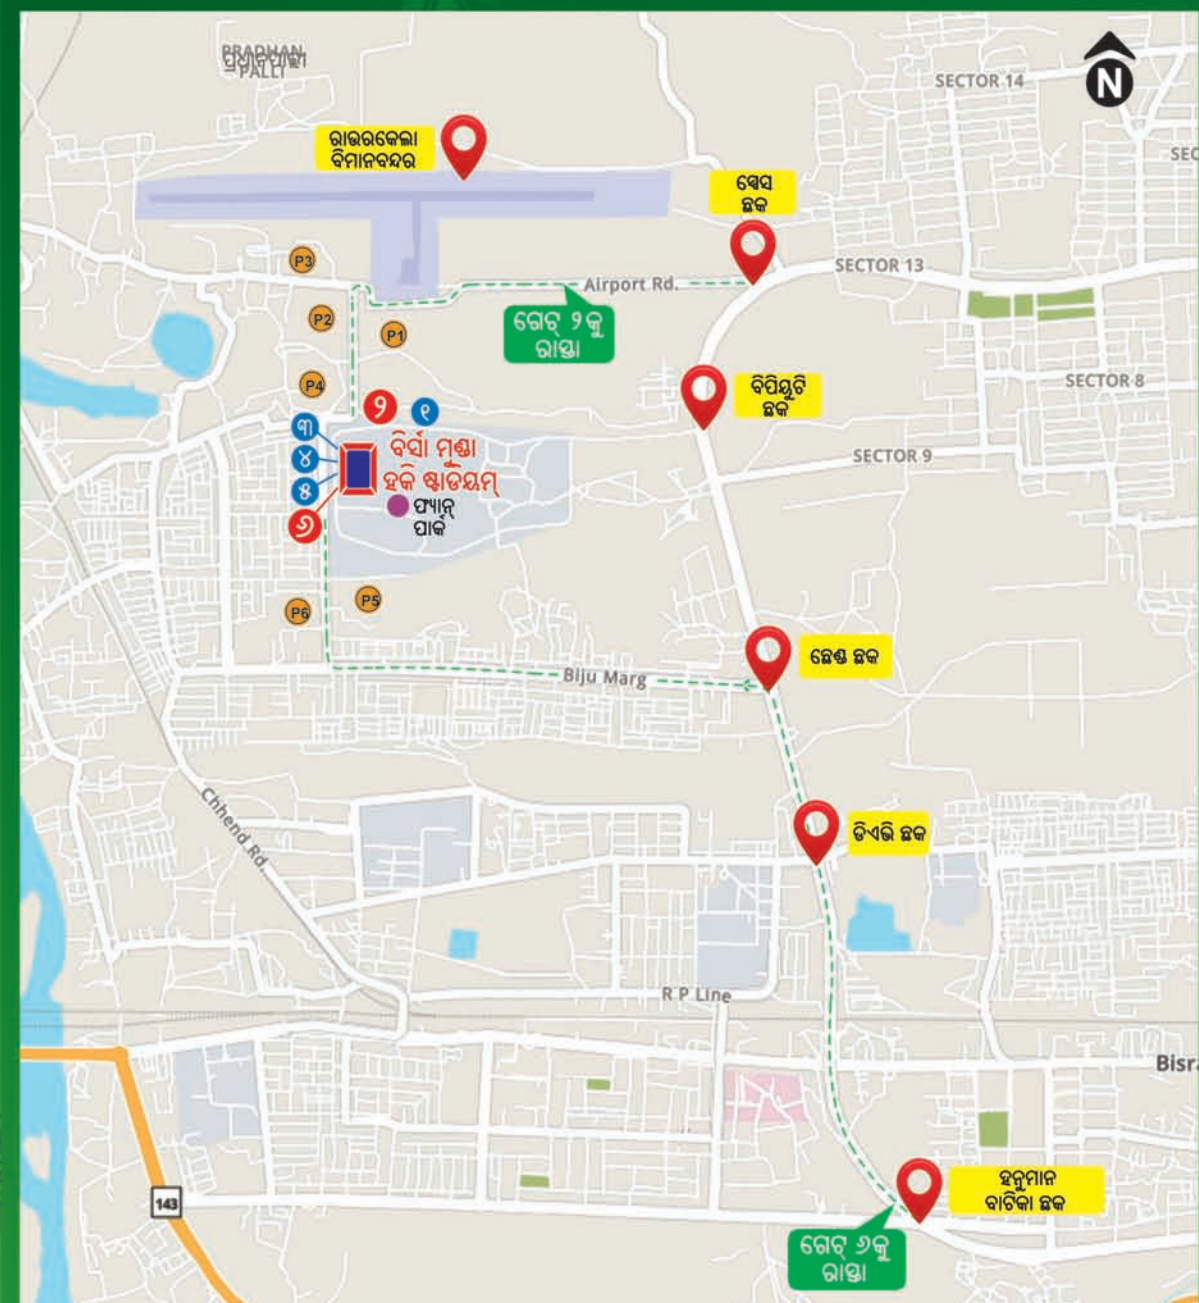 PRADHAN
ପ୍ରଧାନପାଲ୍ଲୀ
PALLI
SECTOR 14
N
ରାଉରକେଲା
ବିମାନବନ୍ଦର
SEC
ସ୍ପେସ
ଛକ
P3
SECTOR 13
Airport Rd.
P2
P1
ଗେଟ୍ ୨କୁ
ରାସ୍ତା
P4
ବିପିୟୁଟି
ଛକ
SECTOR 8
୨
୧
୩
୪
୫
୬
ବିର୍ସା ମୁଣ୍ଡା
ହକି ଷ୍ଟାଡିୟମ୍
SECTOR 9
ଫ୍ୟାନ୍
ପାର୍କ
P5
P6
ଛେଣ୍ଡ ଛକ
Biju Marg
Chhend Rd.
ଡିଏଭି ଛକ
R P Line
Bisra
143
ହନୁମାନ
ବାଟିକା ଛକ
ଗେଟ୍ ୬କୁ
ରାସ୍ତା